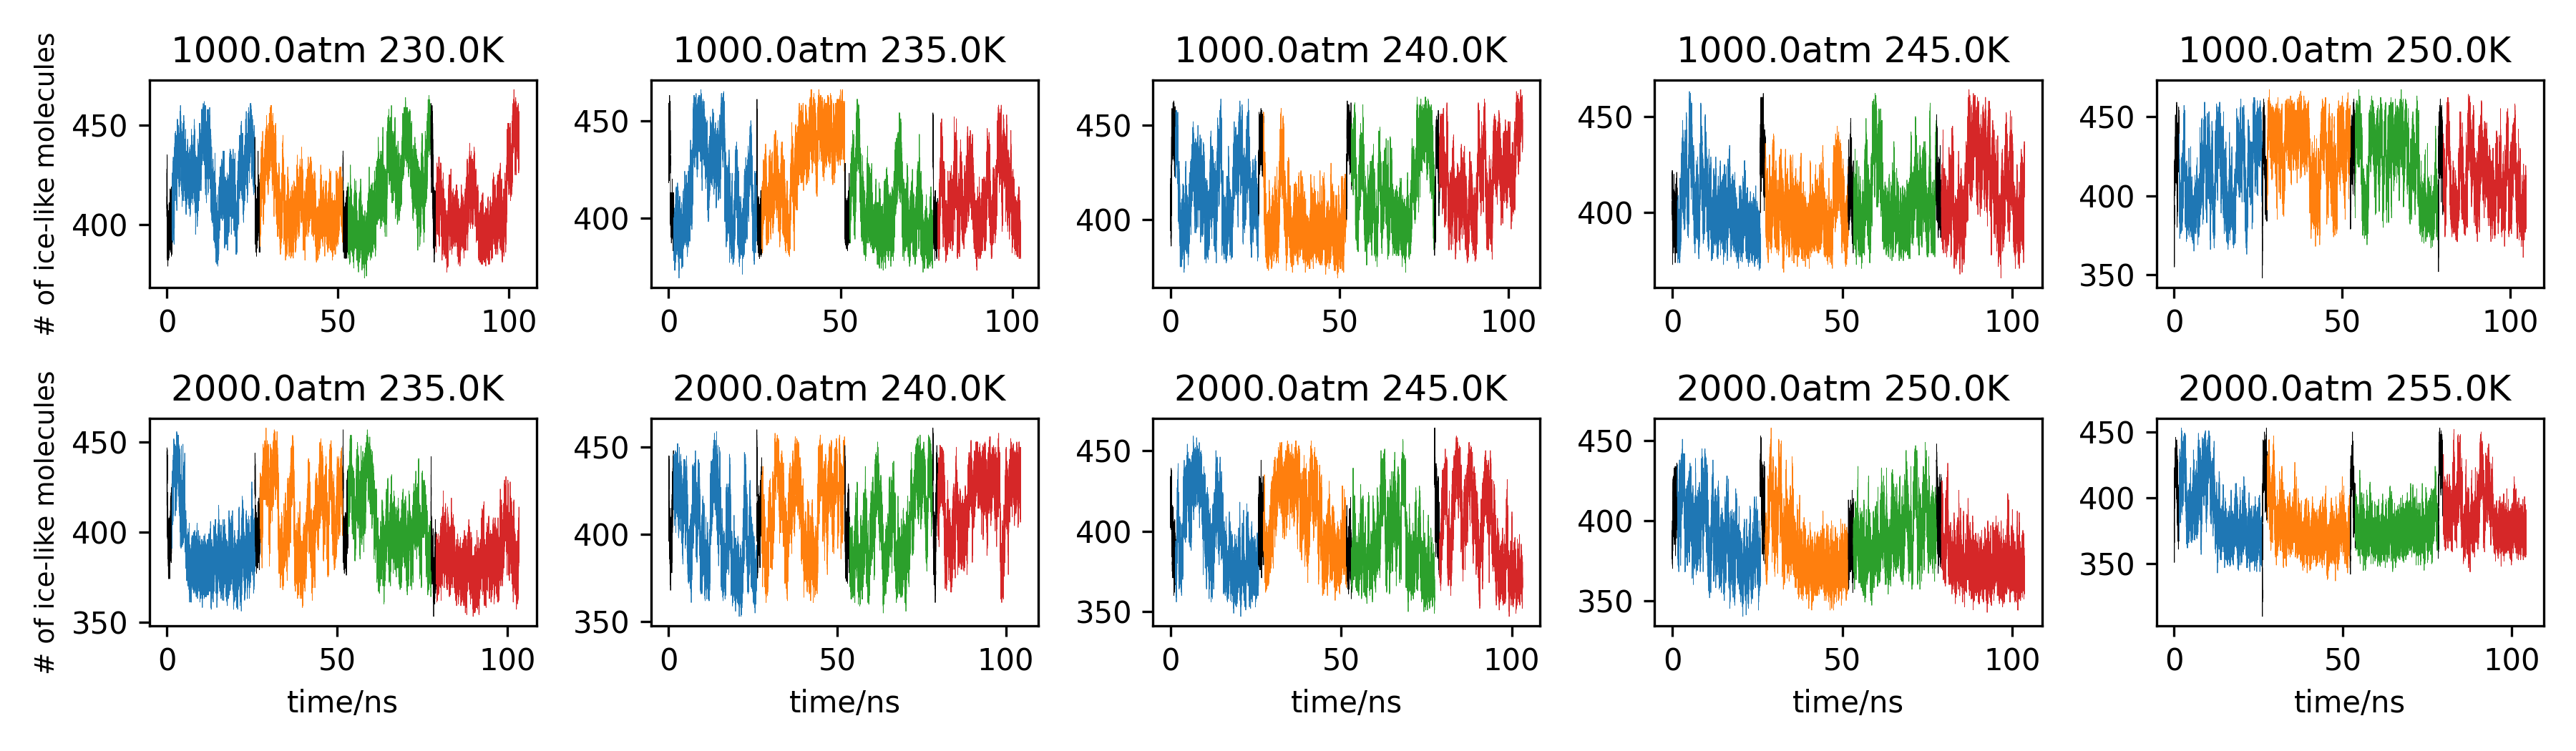 1000.0atm 230.0K
1000.0atm 235.0K
1000.0atm 240.0K
1000.0atm 245.0K
1000.0atm 250.0K
# of ice-like molecules
450
400
0 50 100
450
400
0 50 100
450
400
0 50 100
450
400
0 50 100
450
400
350
0 50 100
2000.0atm 235.0K
2000.0atm 240.0K
2000.0atm 245.0K
2000.0atm 250.0K
2000.0atm 255.0K
# of ice-like molecules
450
400
350
0 50 100
time/ns
450
400
350
0 50 100
time/ns
450
400
350
0 50 100
time/ns
450
400
350
0 50 100
time/ns
450
400
350
0 50 100
time/ns